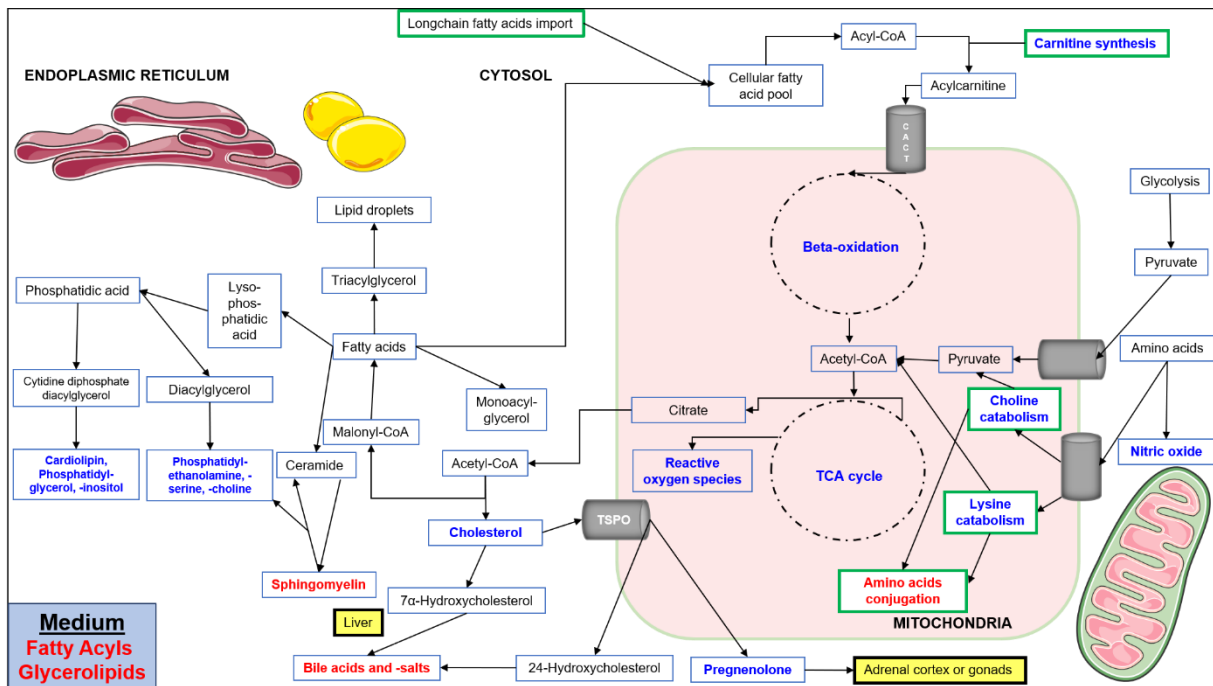 Longchain fatty acids import
Acyl-CoA
Carnitine synthesis
ENDOPLASMIC RETICULUM
CYTOSOL
Cellular fatty
acid pool
Acylcarnitine
CACT
Glycolysis
Lipid droplets
Beta-oxidation
Pyruvate
Phosphatidic acid
Lyso-
phos-
phatidic
acid
Triacylglycerol
Fatty acids
Acetyl-CoA
Pyruvate
Amino acids
Cytidine diphosphate
diacylglycerol
Diacylglycerol
Monoacyl-
glycerol
Citrate
Choline
catabolism
Malonyl-CoA
Nitric oxide
Cardiolipin,
Phosphatidyl-
glycerol, -inositol
Phosphatidyl-
ethanolamine, -
serine, -choline
Ceramide
Acetyl-CoA
Reactive
oxygen species
TCA cycle
Lysine
catabolism
Cholesterol
TSPO
Sphingomyelin
7α-Hydroxycholesterol
Amino acids
conjugation
MITOCHONDRIA
Medium
Fatty Acyls
Glycerolipids
Liver
Bile acids and -salts
24-Hydroxycholesterol
Pregnenolone
Adrenal cortex or gonads